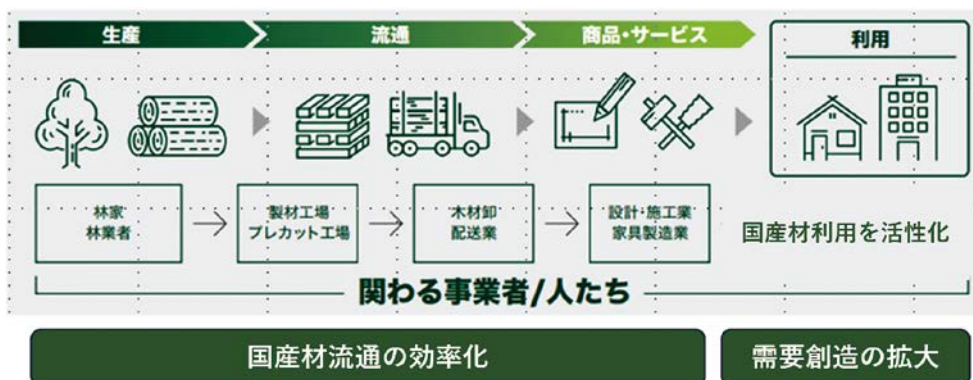 生産
流通
商品・サービス
利用
林家
林業者
製材工場
プレカット工場
木材卸
配送業
設計・施工業
家具製造業
国産材利用を活性化
関わる事業者/人たち
国産材流通の効率化
需要創造の拡大